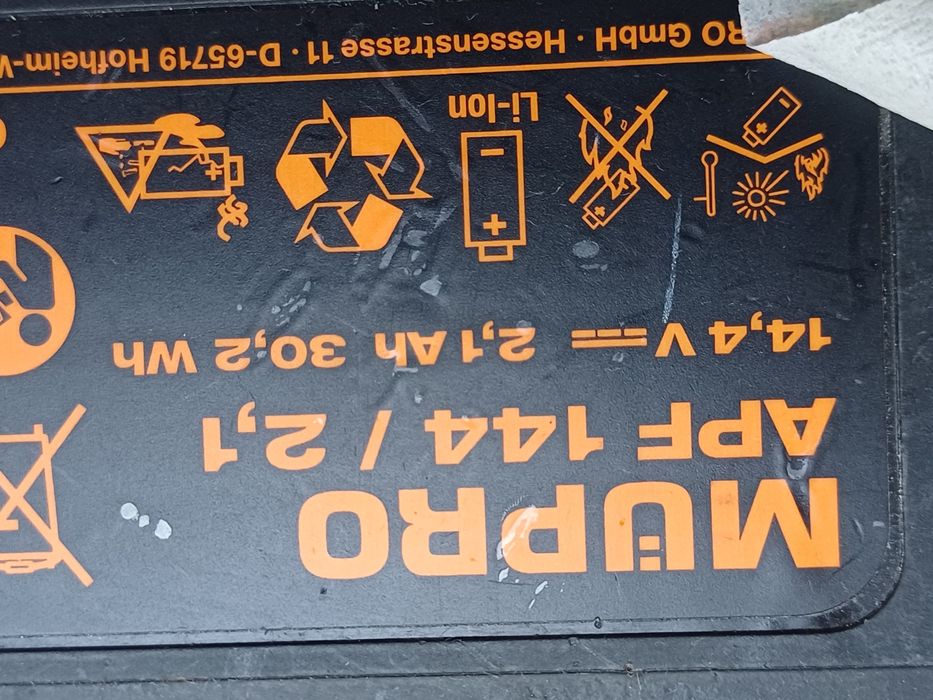 MÜPRO
APF 144 / 2,1
14,4 V 2,1 Ah 30,2 Wh
Li-Ion
RO GmbH · Hessenstrasse 11 · D-65719 Hofheim-W